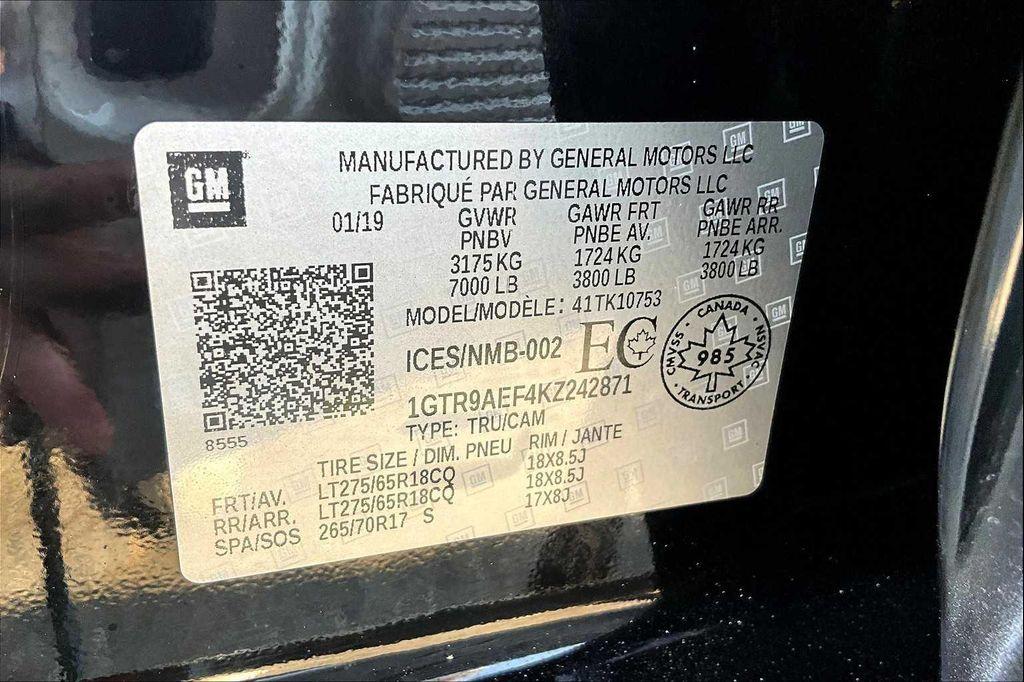 GM
MANUFACTURED BY GENERAL MOTORS LLC
FABRIQUÉ PAR GENERAL MOTORS LLC
01/19 GVWR GAWR FRT GAWR RR
PNBV PNBE AV. PNBE ARR.
3175 KG 1724 KG 1724 KG
7000 LB 3800 LB 3800 LB
MODEL/MODÈLE: 41TK10753
ICES/NMB-002 EC
CANADA
CMVSS 985 NSVAC
TRANSPORT
1GTR9AEF4KZ242871
TYPE: TRU/CAM
8555
TIRE SIZE / DIM. PNEU RIM / JANTE
FRT/AV. LT275/65R18CQ 18X8.5J
RR/ARR. LT275/65R18CQ 18X8.5J
SPA/SOS 265/70R17 S 17X8J